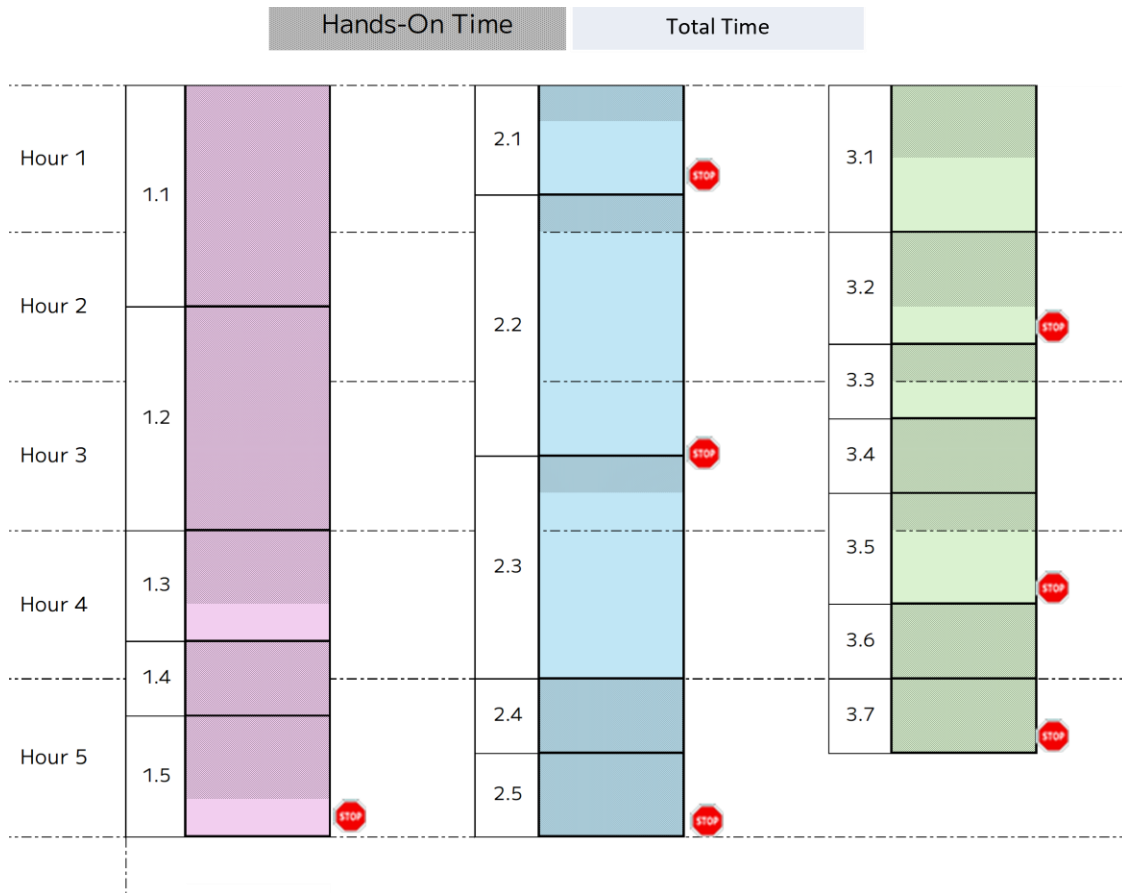 Hands-On Time
Total Time
Hour 1
Hour 2
Hour 3
Hour 4
Hour 5
1.1
1.2
1.3
1.4
1.5
2.1
STOP
2.2
STOP
2.3
2.4
2.5
STOP
STOP
3.1
3.2
STOP
3.3
3.4
3.5
STOP
3.6
3.7
STOP